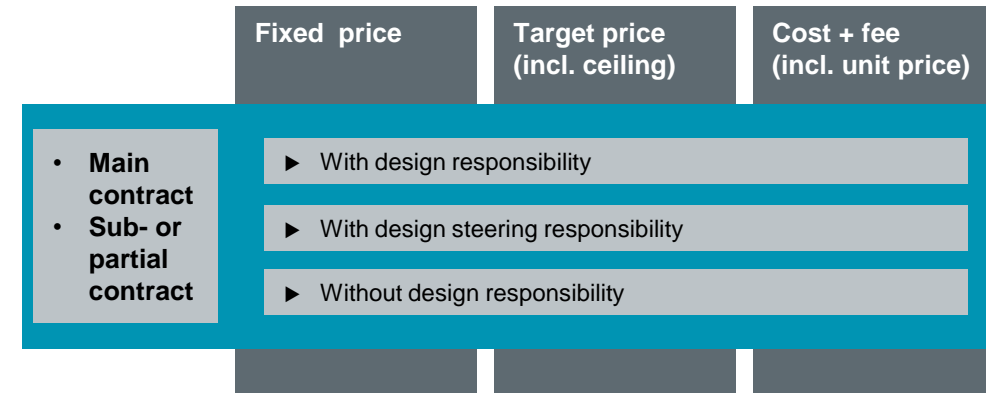 Fixed price
Target price
(incl. ceiling)
Cost + fee
(incl. unit price)
• Main
contract
• Sub- or
partial
contract
► With design responsibility
► With design steering responsibility
► Without design responsibility